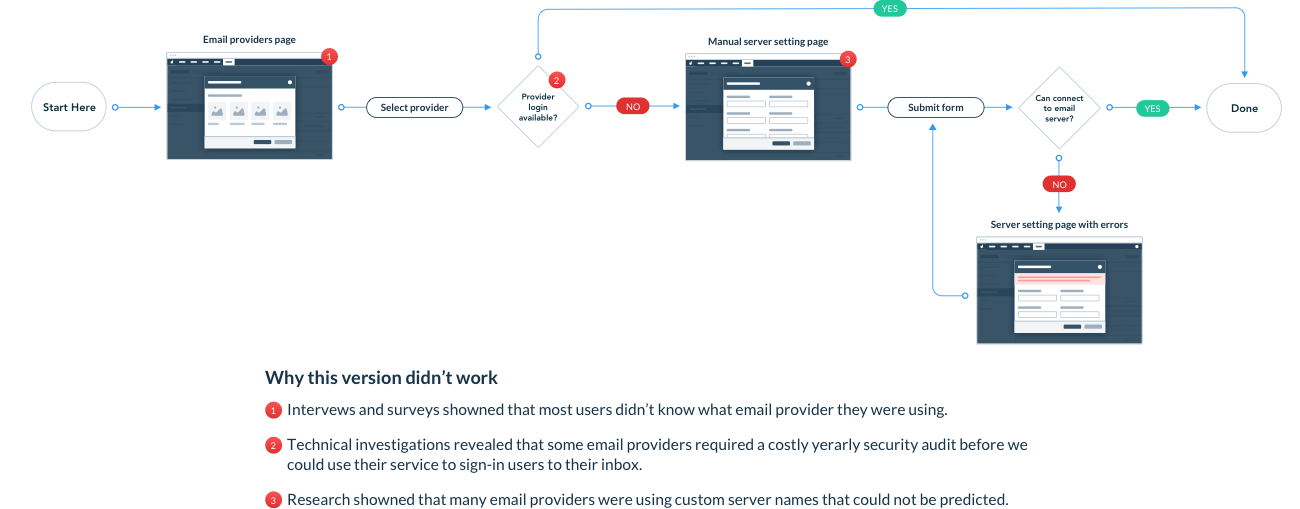 YES
Email providers page
1
Manual server setting page
3
Start Here
Select provider
2
Provider
login
available?
NO
Submit form
Can connect
to email
server?
YES
Done
NO
Server setting page with errors
Why this version didn’t work
1 Intervews and surveys showned that most users didn’t know what email provider they were using.
2 Technical investigations revealed that some email providers required a costly yerarly security audit before we
could use their service to sign-in users to their inbox.
3 Research showned that many email providers were using custom server names that could not be predicted.